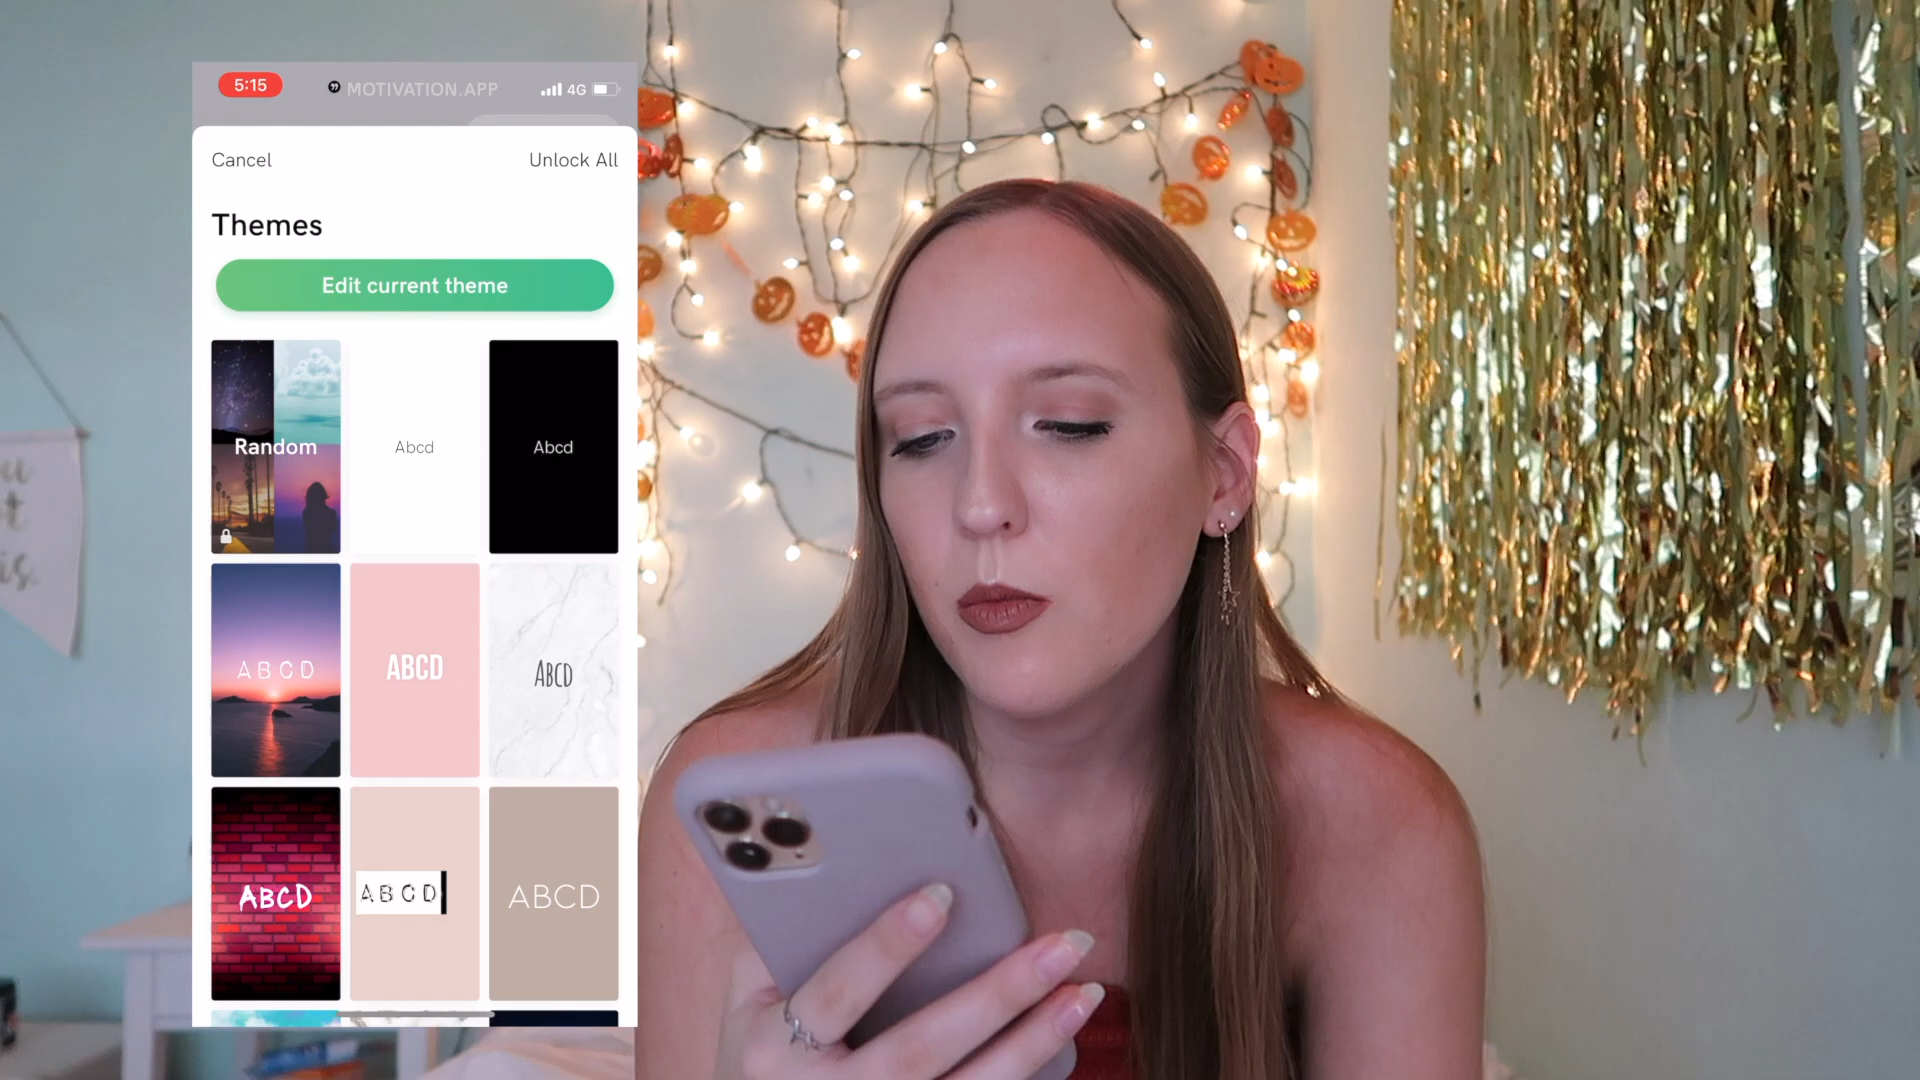 5:15
MOTIVATION.APP
4G
Cancel
Unlock All
Themes
Edit current theme
Random
Abcd
Abcd
ABCD
ABCD
ABCD
ABCD
ABCD
ABCD